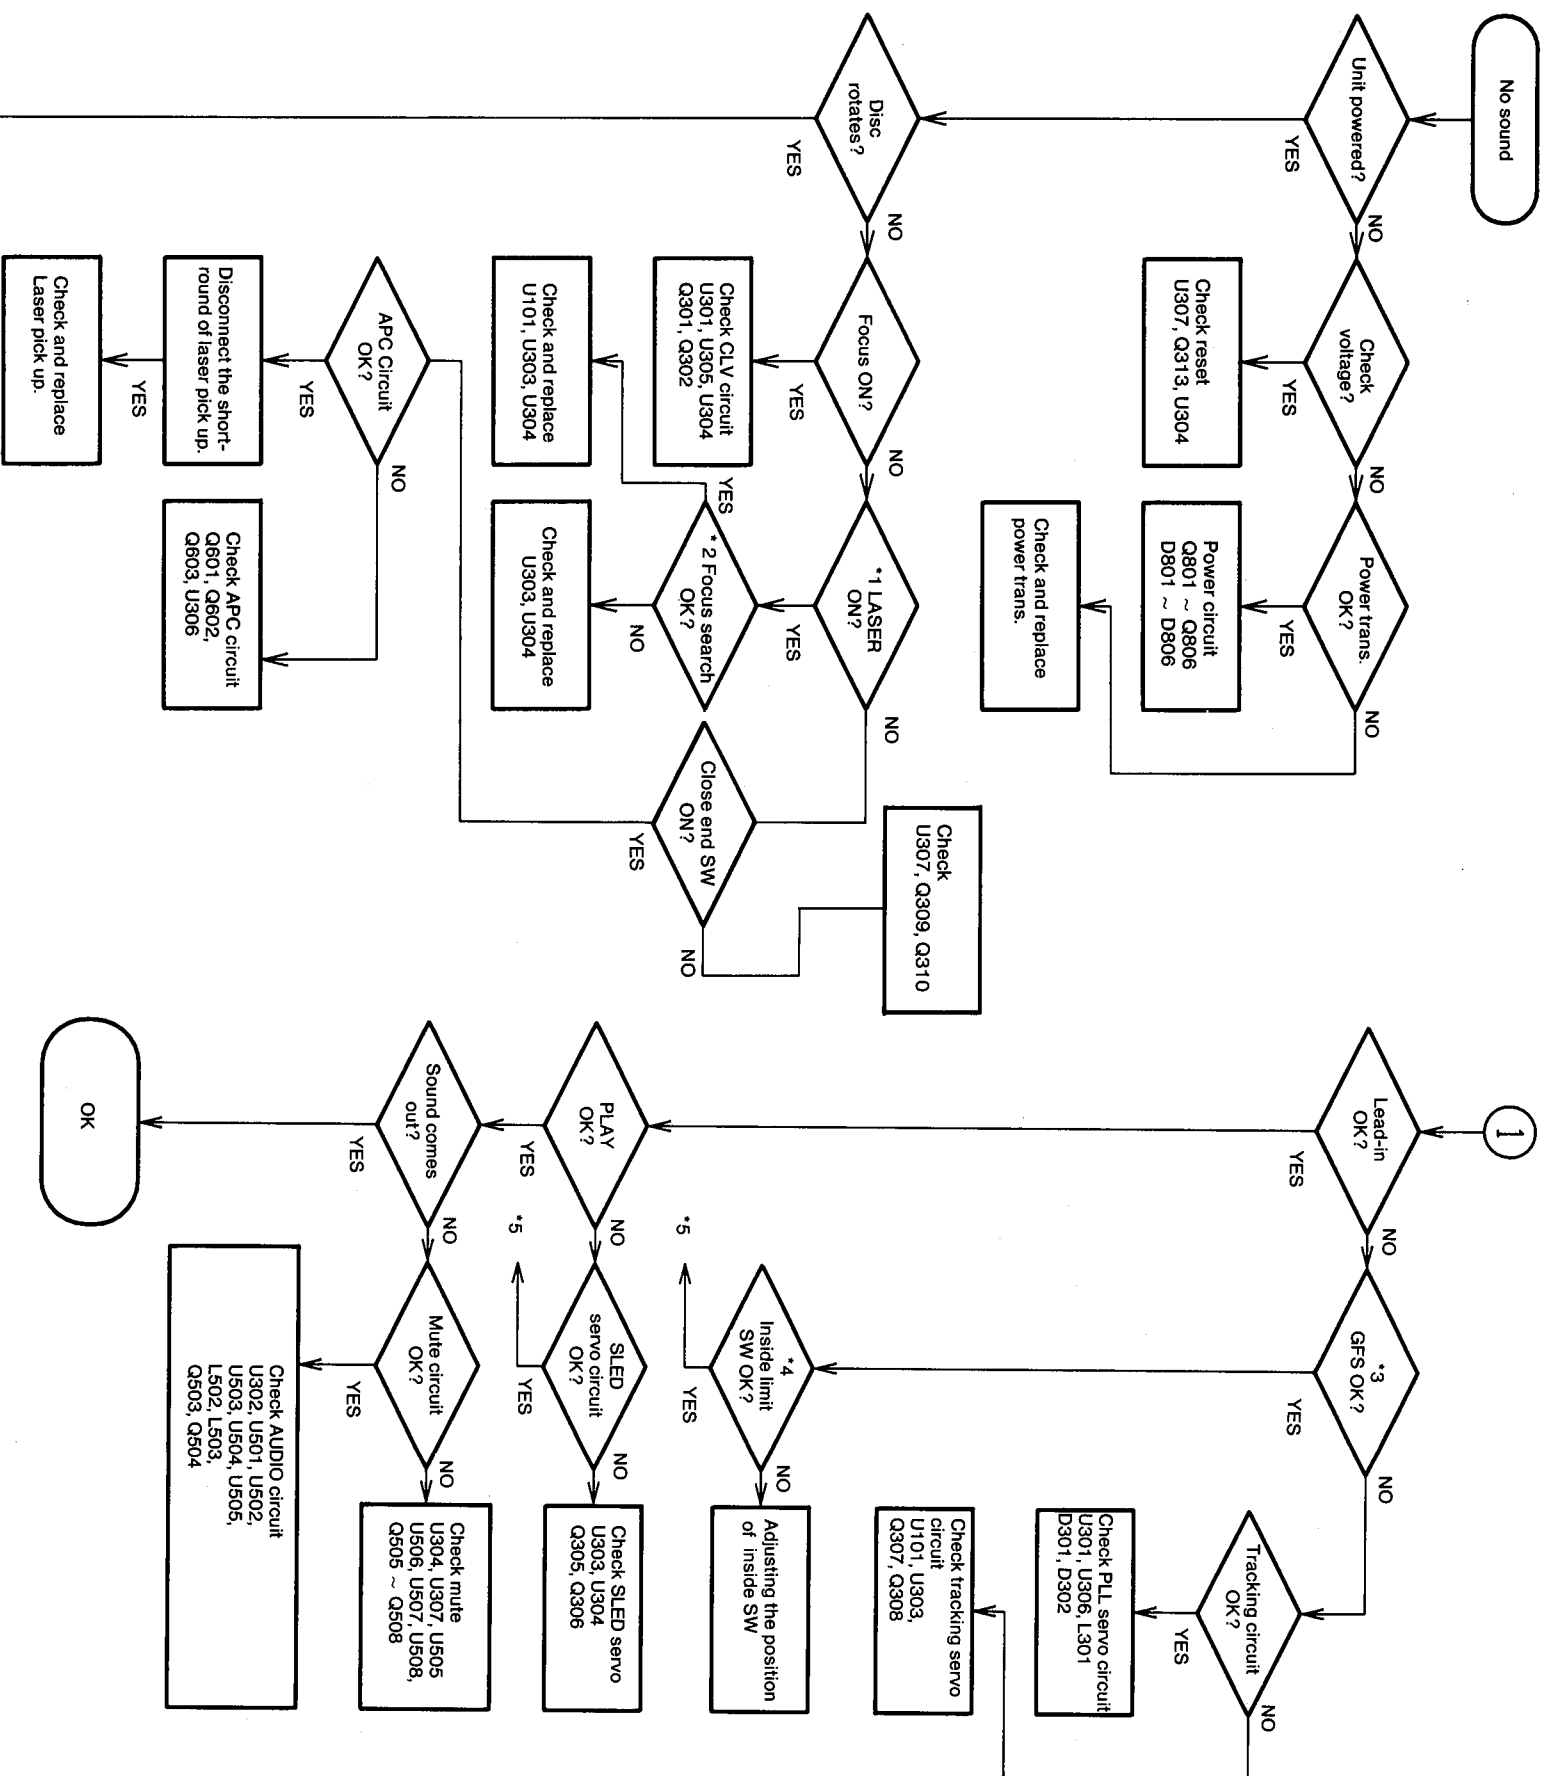 No sound
Unit powered?
NO
YES
Check
voltage?
NO
YES
Check reset
U307, Q313, U304
Power trans.
OK?
NO
YES
Power circuit
Q801 ~ Q806
D801 ~ D806
Check and replace
power trans.
Disc
rotates?
NO
YES
Focus ON?
NO
YES
Check CLV circuit
U301, U305, U304
Q301, Q302
*1 LASER
ON?
NO
YES
*2 Focus search
OK?
YES
NO
Check and replace
U101, U303, U304
Check and replace
U303, U304
Close end SW
ON?
YES
NO
Check
U307, Q309, Q310
APC Circuit
OK?
NO
YES
Disconnect the short-
round of laser pick up.
YES
Check and replace
Laser pick up.
Check APC circuit
Q601, Q602,
Q603, U306
1
Lead-in
OK?
NO
YES
*3
GFS OK?
NO
YES
Tracking circuit
OK?
NO
YES
Check PLL servo circuit
U301, U306, L301
D301, D302
Check tracking servo
circuit
U101, U303,
Q307, Q308
*4
Inside limit
SW OK?
NO
YES
*5
Adjusting the position
of inside SW
PLAY
OK?
NO
YES
SLED
servo circuit
OK?
NO
YES
*5
Check SLED servo
U303, U304
Q305, Q306
Sound comes
out?
NO
YES
Mute circuit
OK?
NO
YES
Check mute
U304, U307, U505
U506, U507, U508,
Q505 ~ Q508
Check AUDIO circuit
U302, U501, U502,
U503, U504, U505,
L502, L503,
Q503, Q504
OK